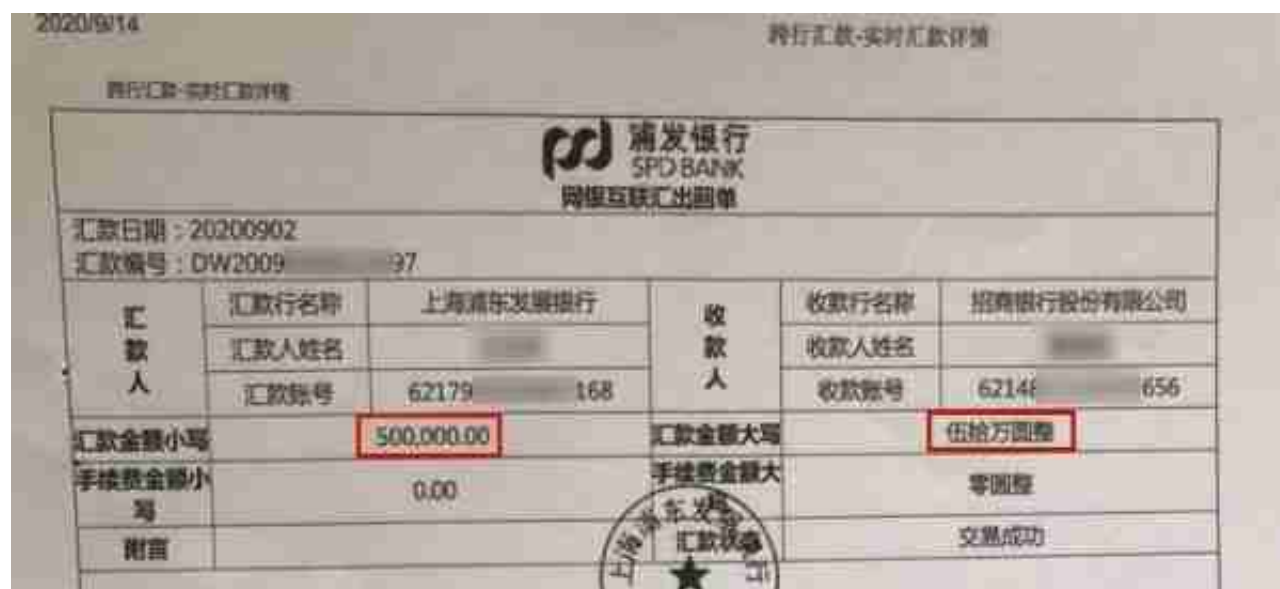 2020/9/14
跨行汇款-实时汇款详情
跨行汇款-实时汇款详情
浦发银行
SPD BANK
网银互联汇出回单
汇款日期：20200902
汇款编号：DW2009 97
汇款人
汇款行名称 上海浦东发展银行
收款人
收款行名称 招商银行股份有限公司
汇款人姓名
收款人姓名
汇款账号 62179 168
收款账号 6214 656
汇款金额小写 500,000.00 汇款金额大写 伍拾万圆整
手续费金额小写 0.00 手续费金额大写 零圆整
附言
汇款状态 交易成功
上海浦东发